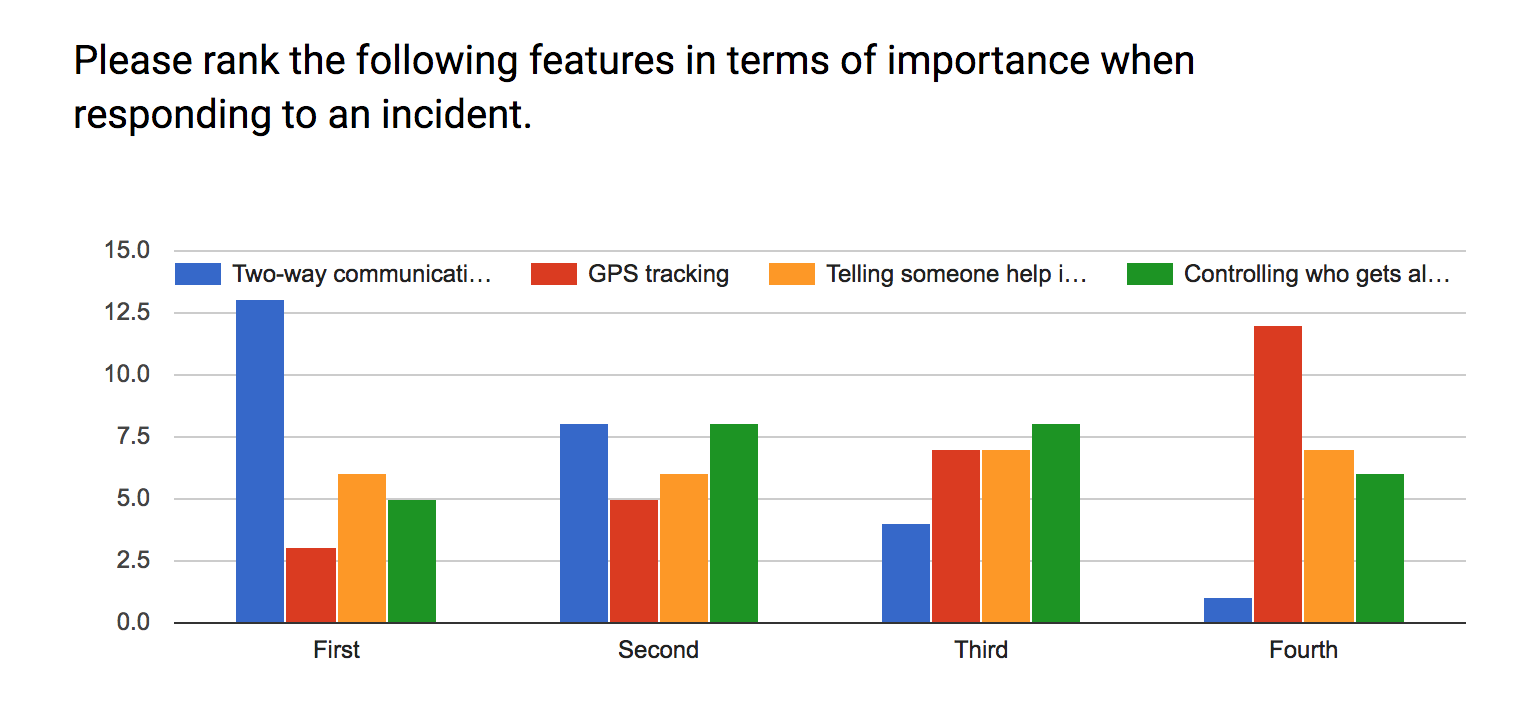 Please rank the following features in terms of importance when
responding to an incident.
15.0
Two-way communicati… GPS tracking Telling someone help i… Controlling who gets al…
12.5
10.0
7.5
5.0
2.5
0.0
First Second Third Fourth